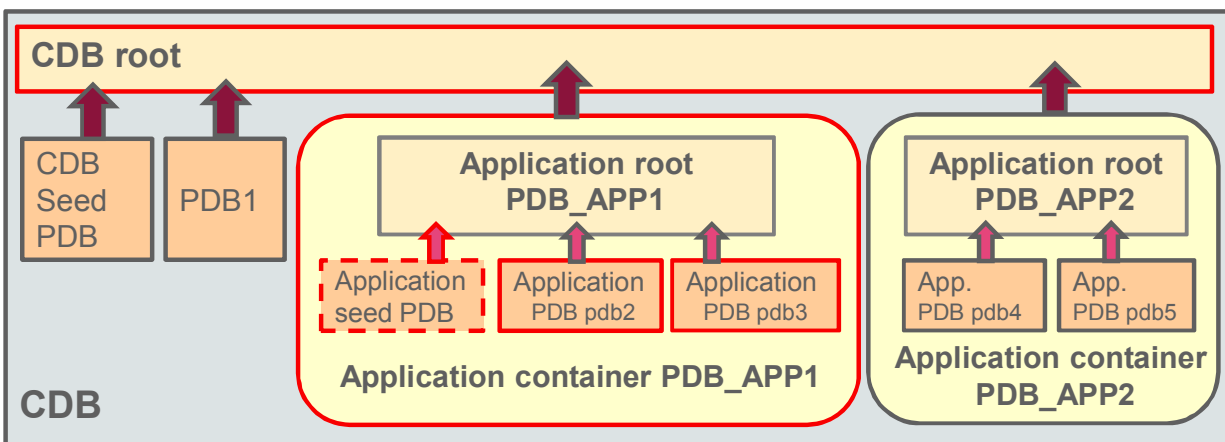 CDB root
CDB
Seed
PDB
PDB1
Application root
PDB_APP1
Application
seed PDB
Application
PDB pdb2
Application
PDB pdb3
Application container PDB_APP1
Application root
PDB_APP2
App.
PDB pdb4
App.
PDB pdb5
Application container
PDB_APP2
CDB